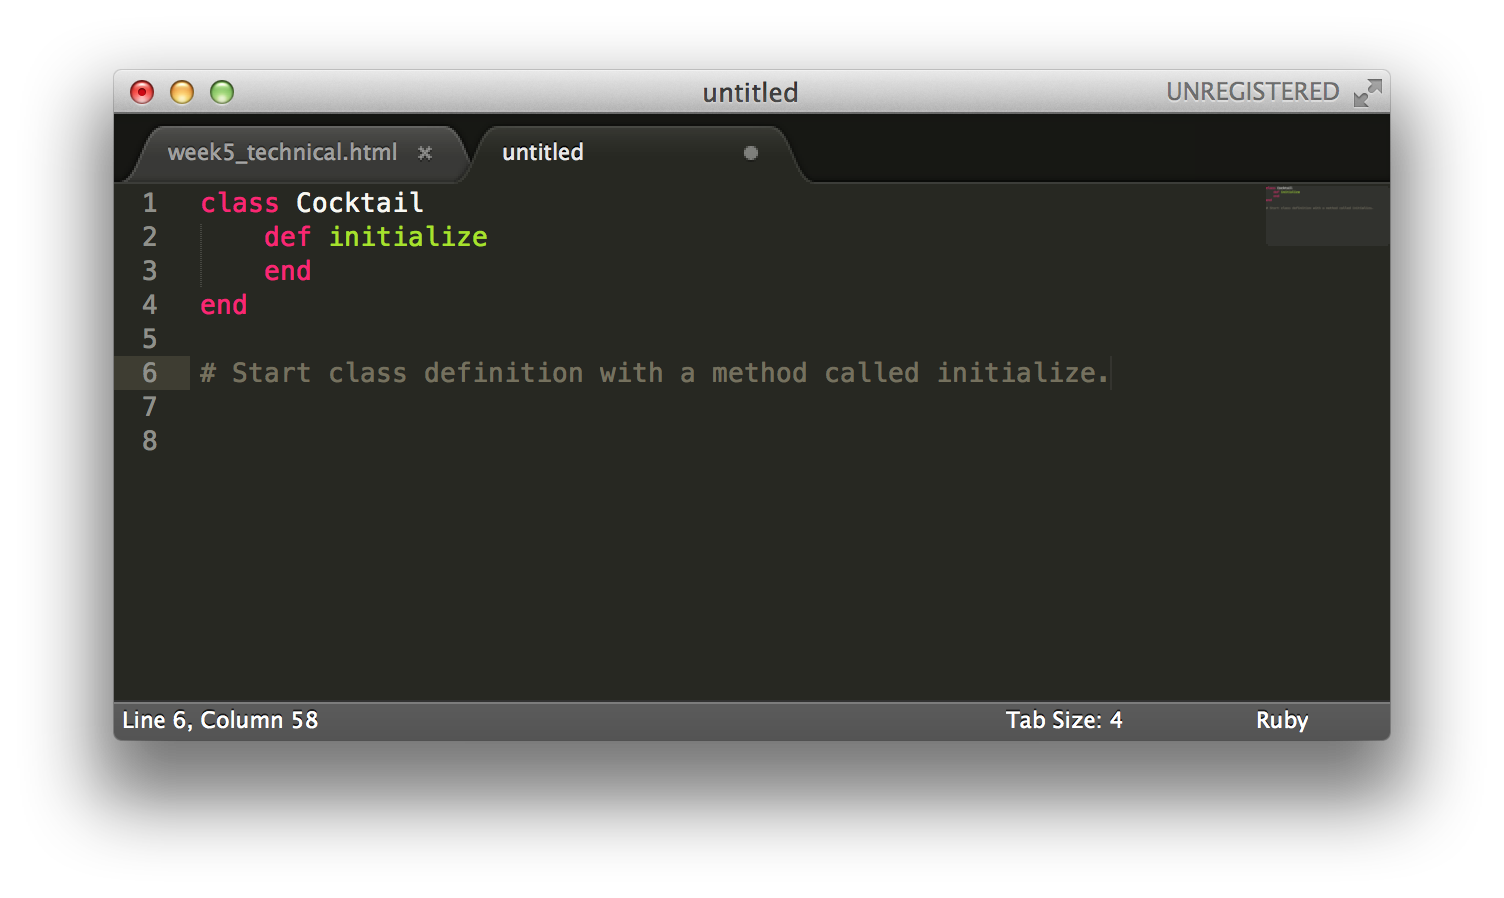 untitled
UNREGISTERED
week5_technical.html
untitled
1 class Cocktail
2     def initialize
3     end
4 end
5
6 # Start class definition with a method called initialize.
7
8
Line 6, Column 58
Tab Size: 4
Ruby